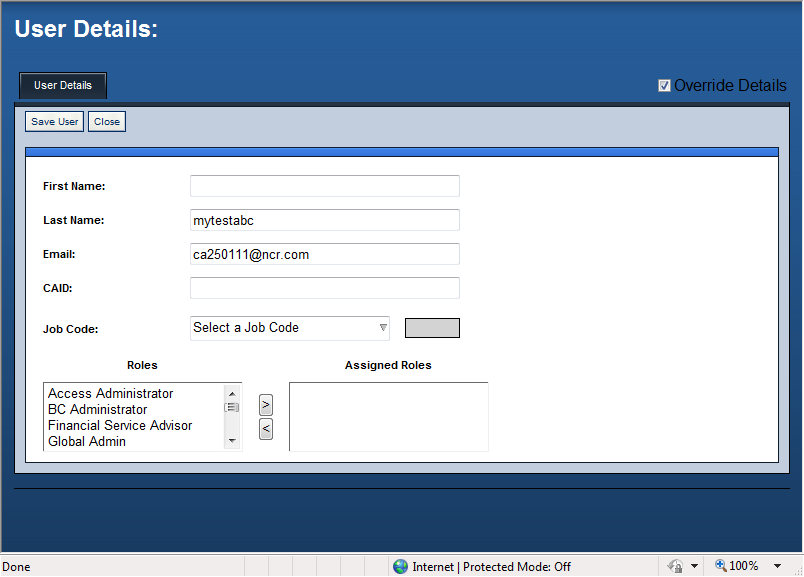 User Details:
User Details
Override Details
Save User
Close
First Name:
Last Name:
mytestabc
Email:
ca250111@ncr.com
CAID:
Job Code:
Select a Job Code
Roles
Assigned Roles
Access Administrator
BC Administrator
Financial Service Advisor
Global Admin
>
<
Done
Internet | Protected Mode: Off
100%